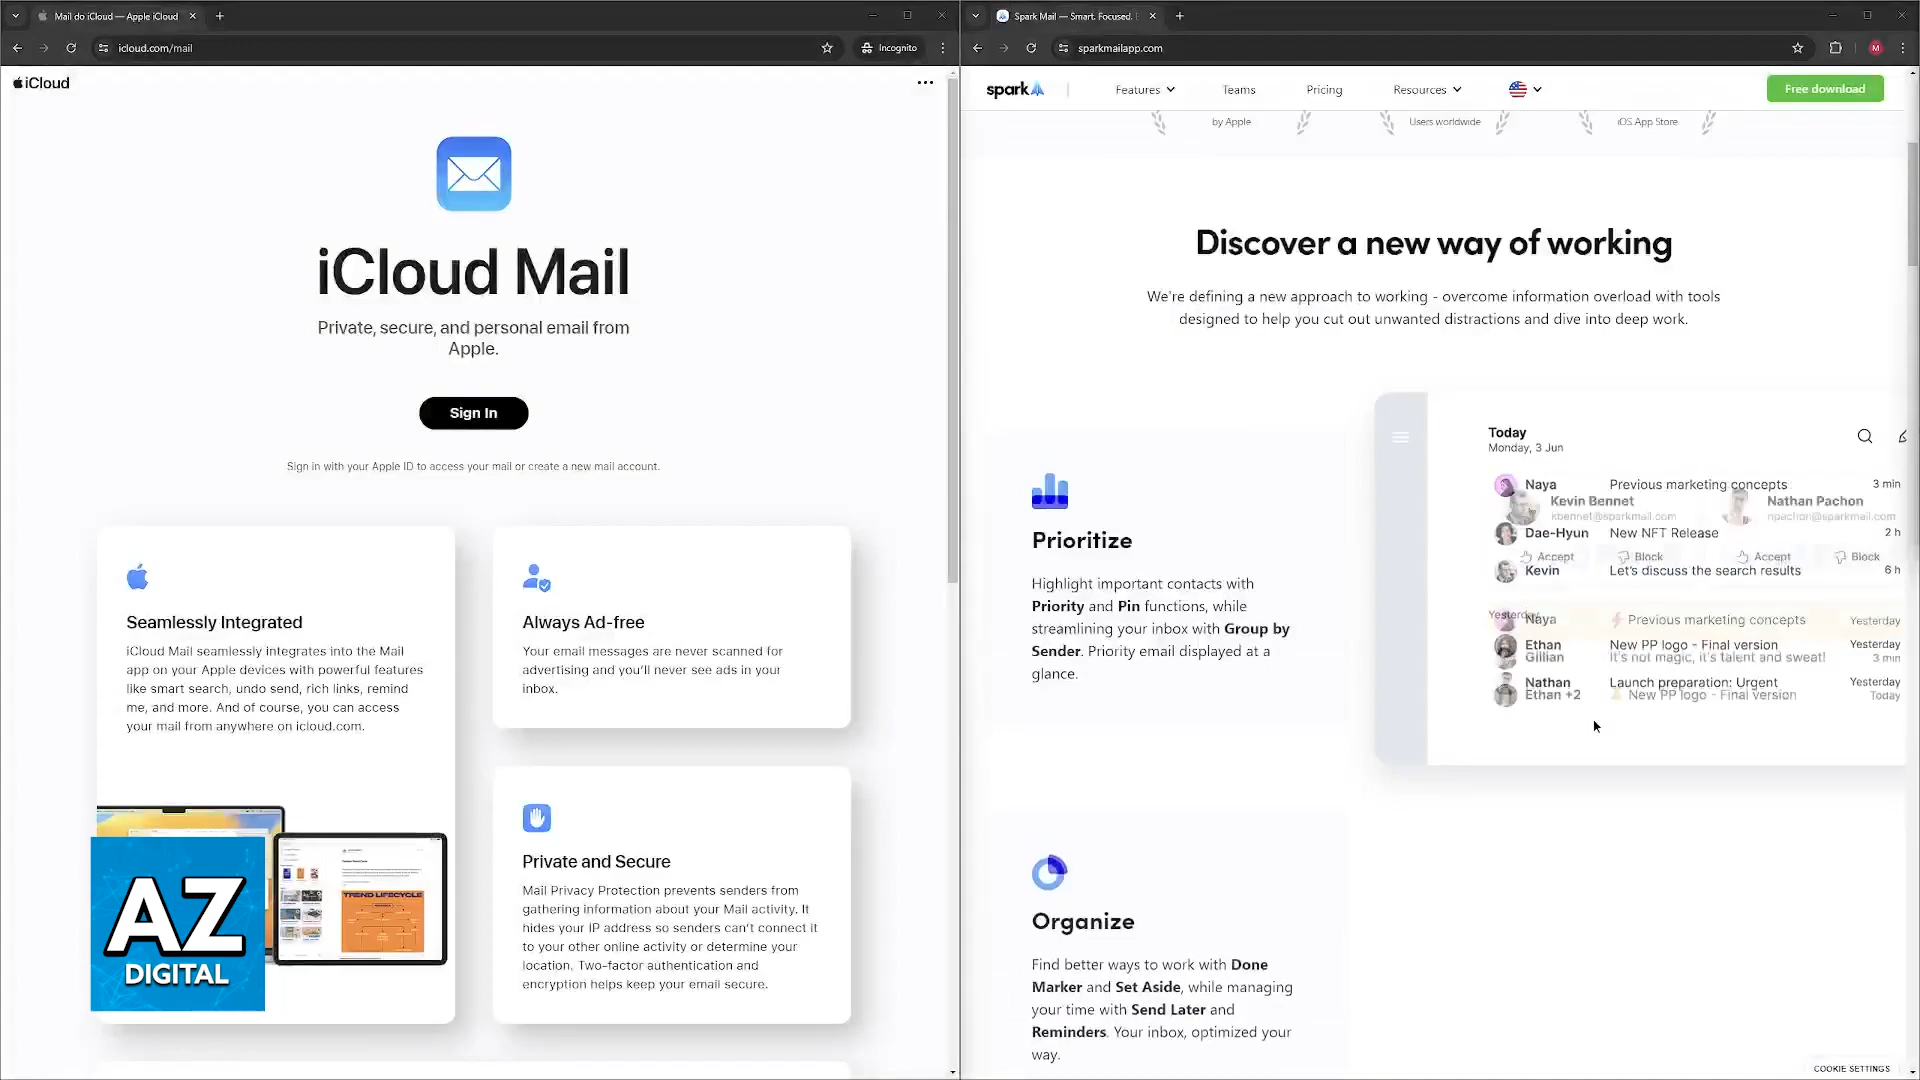 Mail do iCloud — Apple iCloud
icloud.com/mail
Incognito
iCloud
iCloud Mail
Private, secure, and personal email from
Apple.
Sign In
Sign in with your Apple ID to access your mail or create a new mail account.
Seamlessly Integrated
iCloud Mail seamlessly integrates into the Mail
app on your Apple devices with powerful features
like smart search, undo send, rich links, remind
me, and more. And of course, you can access
your mail from anywhere on icloud.com.
Always Ad-free
Your email messages are never scanned for
advertising and you’ll never see ads in your
inbox.
Private and Secure
Mail Privacy Protection prevents senders from
gathering information about your Mail activity. It
hides your IP address so senders can’t connect it
to your other online activity or determine your
location. Two-factor authentication and
encryption helps keep your email secure.
TREND LIFECYCLE
AZ
DIGITAL
Spark Mail — Smart. Focused.
sparkmailapp.com
M
spark
Features
Teams
Pricing
Resources
Free download
by Apple
Users worldwide
iOS App Store
Discover a new way of working
We're defining a new approach to working - overcome information overload with tools
designed to help you cut out unwanted distractions and dive into deep work.
Prioritize
Highlight important contacts with
Priority and Pin functions, while
streamlining your inbox with Group by
Sender. Priority email displayed at a
glance.
Today
Monday, 3 Jun
Naya Previous marketing concepts 3 min
Kevin Bennet Nathan Pachon
kbennet@sparkmail.com npachon@sparkmail.com
Dae-Hyun New NFT Release 2 h
Accept Block Accept Block
Kevin Let's discuss the search results 6 h
Yesterday
Naya Previous marketing concepts Yesterday
Ethan New PP logo - Final version Yesterday
Gillian It's not magic, it's talent and sweat! 3 min
Nathan Launch preparation: Urgent Yesterday
Ethan +2 New PP logo - Final version Today
Organize
Find better ways to work with Done
Marker and Set Aside, while managing
your time with Send Later and
Reminders. Your inbox, optimized your
way.
COOKIE SETTINGS